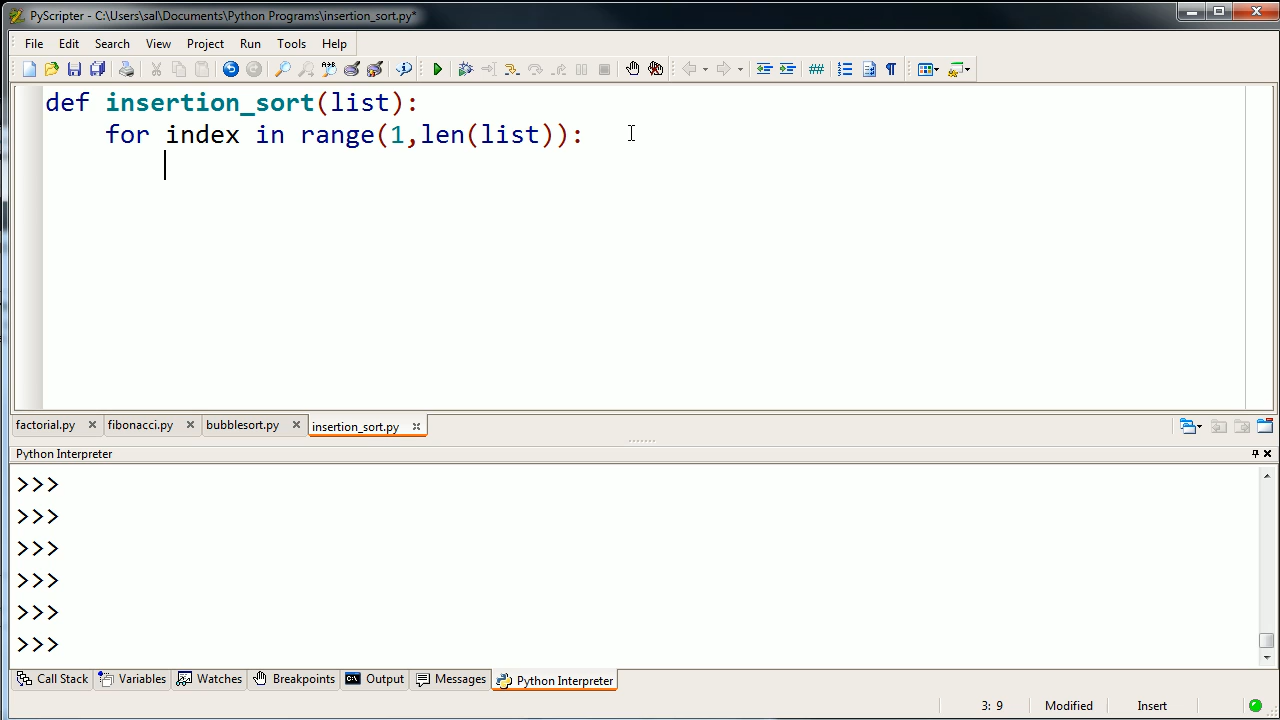 PyScripter - C:\Users\sal\Documents\Python Programs\insertion_sort.py*
File Edit Search View Project Run Tools Help
def insertion_sort(list):
    for index in range(1,len(list)):
factorial.py fibonacci.py bubblesort.py insertion_sort.py
Python Interpreter
>>>
>>>
>>>
>>>
>>>
>>>
Call Stack Variables Watches Breakpoints Output Messages Python Interpreter
3: 9 Modified Insert